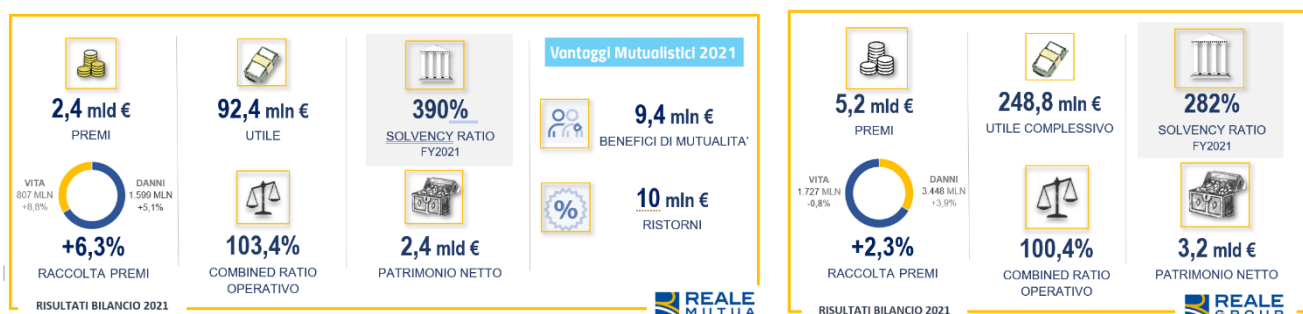 2,4 mld €
PREMI
92,4 mln €
UTILE
390%
SOLVENCY RATIO
FY2021
VITA
807 MLN
+8,8%
DANNI
1.599 MLN
+5,1%
+6,3%
RACCOLTA PREMI
103,4%
COMBINED RATIO
OPERATIVO
2,4 mld €
PATRIMONIO NETTO
Vantaggi Mutualistici 2021
9,4 mln €
BENEFICI DI MUTUALITA'
%
10 mln €
RISTORNI
RISULTATI BILANCIO 2021
REALE
MUTUA
5,2 mld €
PREMI
248,8 mln €
UTILE COMPLESSIVO
282%
SOLVENCY RATIO
FY2021
VITA
1.727 MLN
-0,8%
DANNI
3.448 MLN
+3,9%
+2,3%
RACCOLTA PREMI
100,4%
COMBINED RATIO
OPERATIVO
3,2 mld €
PATRIMONIO NETTO
RISULTATI BILANCIO 2021
REALE
GROUP